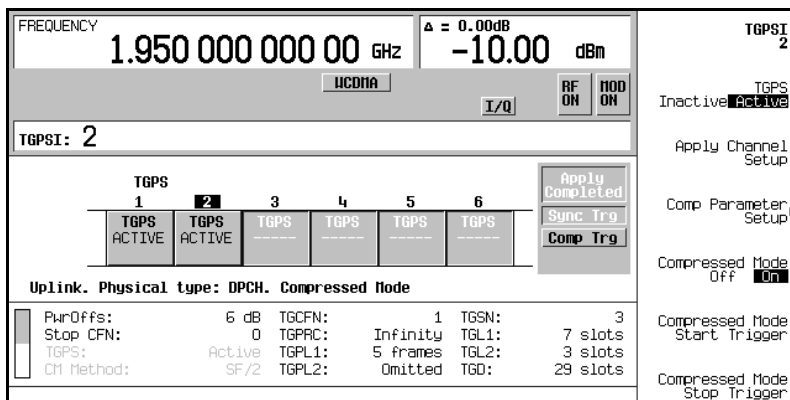 FREQUENCY
1.950 000 000 00 GHz
Δ = 0.00dB
-10.00 dBm
WCDMA
I/Q
RF ON
MOD ON
TGPSI: 2
TGPS
1 2 3 4 5 6
TGPS TGPS TGPS TGPS TGPS TGPS
ACTIVE ACTIVE ----- ----- ----- -----
Apply Completed
Sync Trg
Comp Trg
Uplink. Physical type: DPCH. Compressed Mode
PwrOffs: 6 dB TGCFN: 1 TGSN: 3
Stop CFN: 0 TGPRC: Infinity TGL1: 7 slots
TGPS: Active TGPL1: 5 frames TGL2: 3 slots
CM Method: SF/2 TGPL2: Omitted TGD: 29 slots
TGPSI
2
TGPS
Inactive Active
Apply Channel
Setup
Comp Parameter
Setup
Compressed Mode
Off On
Compressed Mode
Start Trigger
Compressed Mode
Stop Trigger